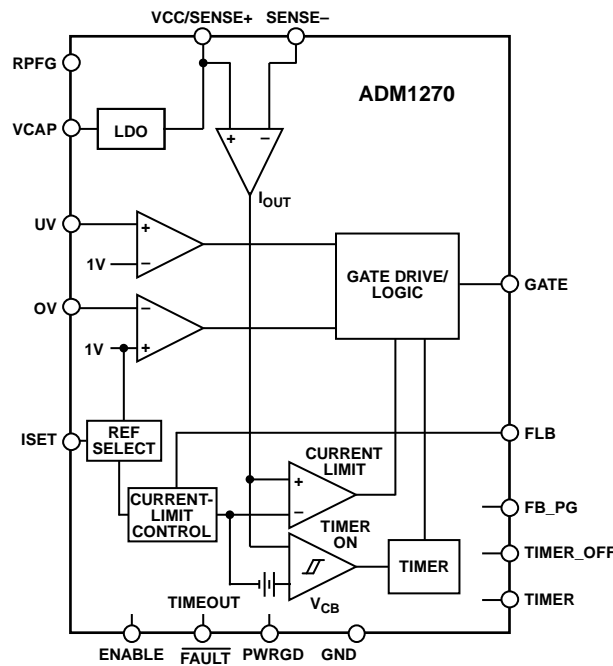 VCC/SENSE+ SENSE–
RPFG
ADM1270
VCAP
LDO
+ –
IOUT
UV
+
1V
–
GATE DRIVE/
LOGIC
GATE
OV
–
1V
+
ISET
REF
SELECT
FLB
CURRENT
LIMIT
+
–
CURRENT-
LIMIT
CONTROL
FB_PG
TIMER
ON
TIMER
TIMER_OFF
VCB
TIMER
TIMEOUT
ENABLE FAULT PWRGD GND